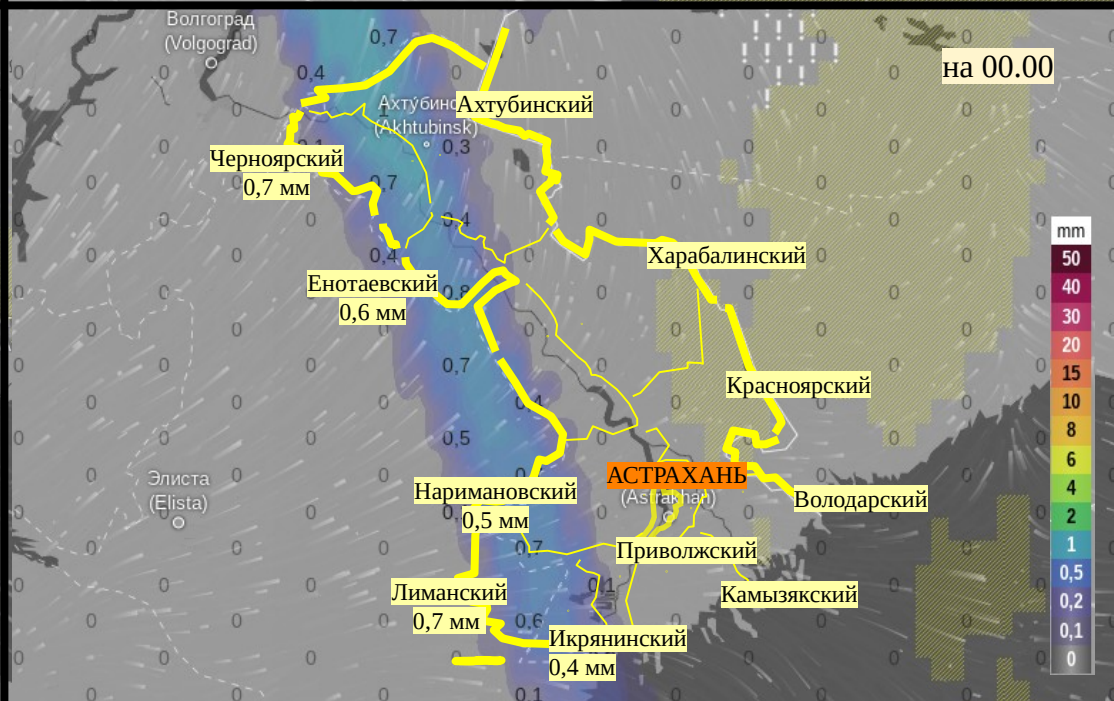 Волгоград
(Volgograd)
на 00.00
0,7
0,4
Ахтубинский
(Akhtubinsk)
Черноярский
0,7 мм
0,3
0,7
0,4
0,4
Харабалинский
mm
50
40
30
20
15
10
8
6
4
2
1
0,5
0,2
0,1
0
Енотаевский
0,6 мм
0,8
0,7
Красноярский
0,4
0,5
Элиста
(Elista)
АСТРАХАНЬ
(Astrakhan)
Наримановский
0,5 мм
Володарский
0,7
Приволжский
Лиманский
0,7 мм
0,1
Камызякский
0,6
Икрянинский
0,4 мм
0,1